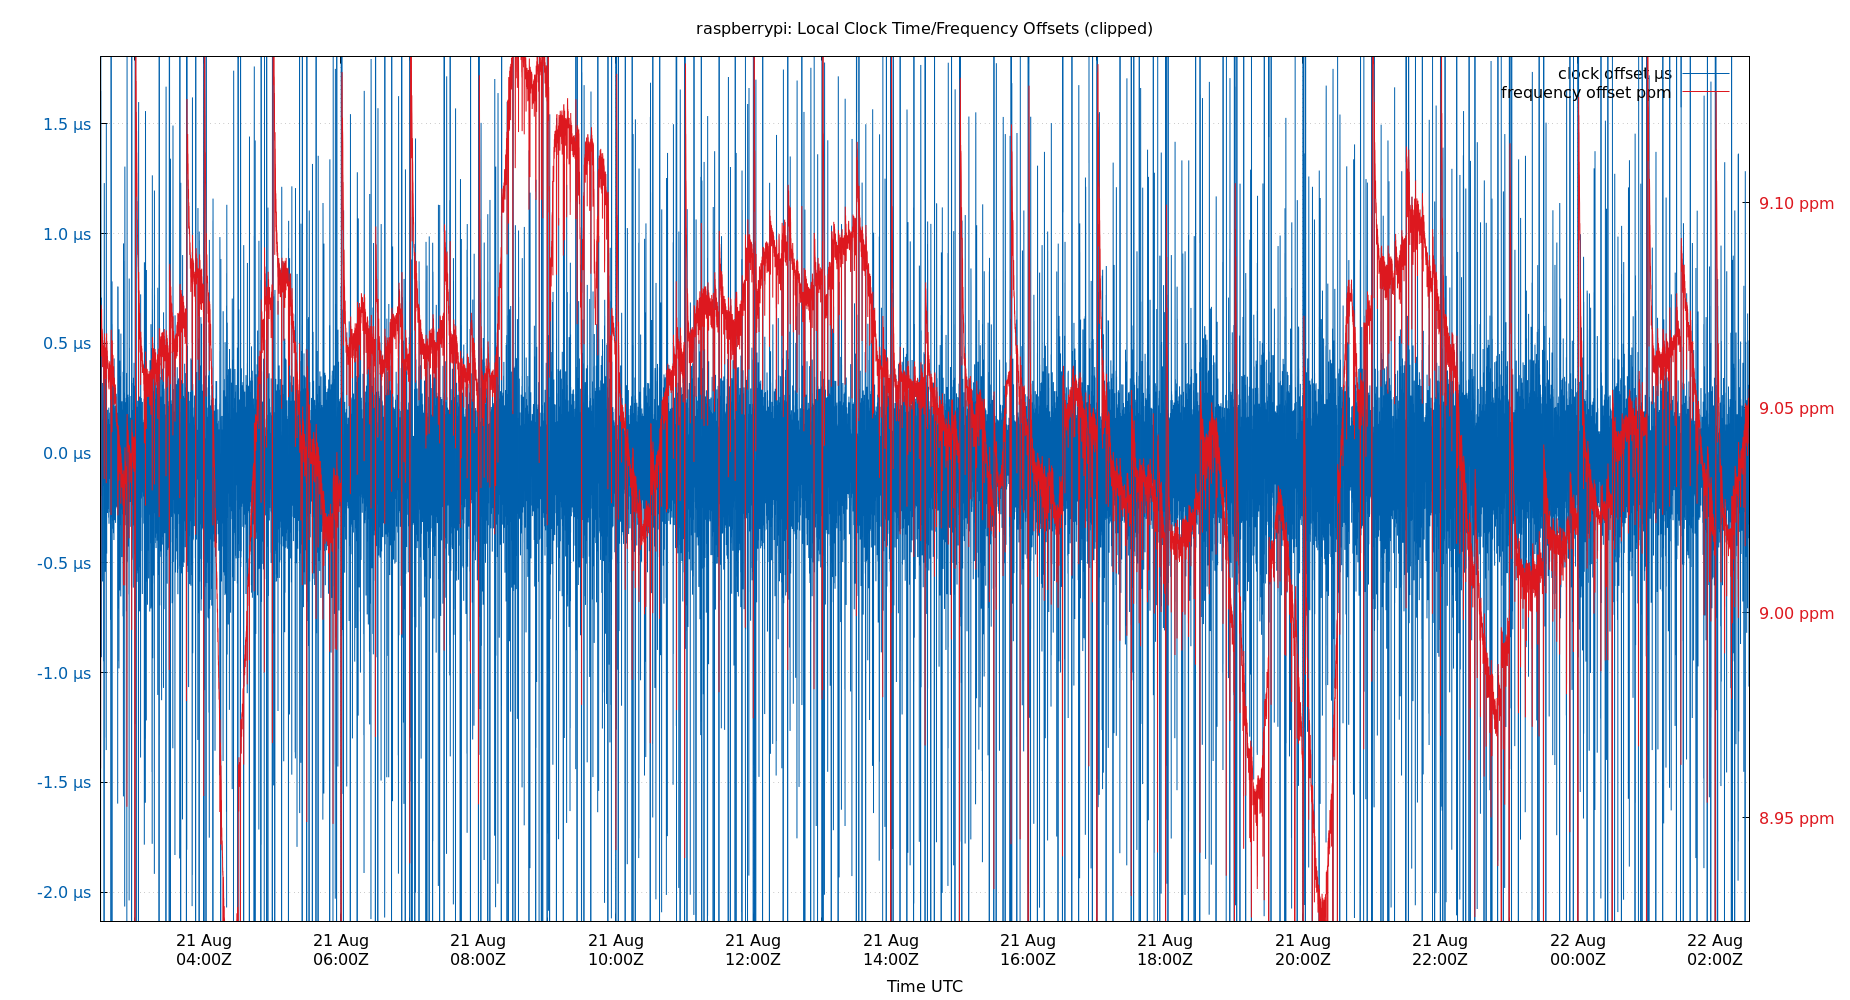 raspberrypi: Local Clock Time/Frequency Offsets (clipped)
clock offset µs
frequency offset ppm
1.5 µs
1.0 µs
0.5 µs
0.0 µs
-0.5 µs
-1.0 µs
-1.5 µs
-2.0 µs
9.10 ppm
9.05 ppm
9.00 ppm
8.95 ppm
21 Aug 21 Aug 21 Aug 21 Aug 21 Aug 21 Aug 21 Aug 21 Aug 21 Aug 21 Aug 22 Aug 22 Aug
04:00Z 06:00Z 08:00Z 10:00Z 12:00Z 14:00Z 16:00Z 18:00Z 20:00Z 22:00Z 00:00Z 02:00Z
Time UTC